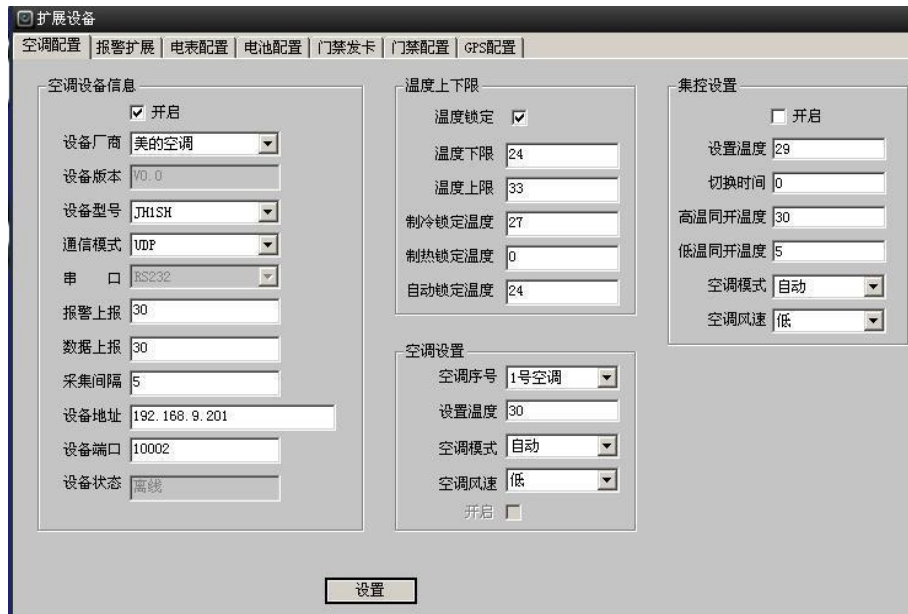 扩展设备
空调配置 报警扩展 电表配置 电池配置 门禁发卡 门禁配置 GPS配置
空调设备信息
开启
设备厂商 美的空调
设备版本 V0.0
设备型号 JH1SH
通信模式 UDP
串 口 RS232
报警上报 30
数据上报 30
采集间隔 5
设备地址 192.168.9.201
设备端口 10002
设备状态 离线
温度上下限
温度锁定
温度下限 24
温度上限 33
制冷锁定温度 27
制热锁定温度 0
自动锁定温度 24
空调设置
空调序号 1号空调
设置温度 30
空调模式 自动
空调风速 低
开启
集控设置
开启
设置温度 29
切换时间 0
高温同开温度 30
低温同开温度 5
空调模式 自动
空调风速 低
设置